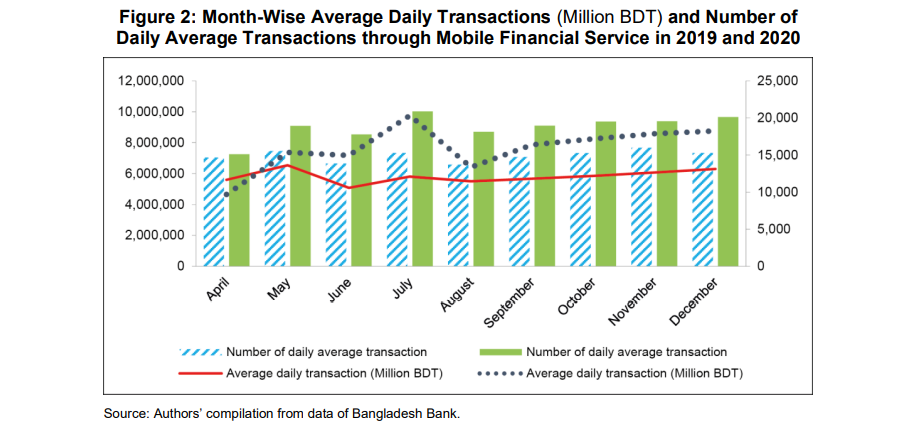 Figure 2: Month-Wise Average Daily Transactions (Million BDT) and Number of
Daily Average Transactions through Mobile Financial Service in 2019 and 2020
12,000,000
10,000,000
8,000,000
6,000,000
4,000,000
2,000,000
0
25,000
20,000
15,000
10,000
5,000
0
April
May
June
July
August
September
October
November
December
Number of daily average transaction
Number of daily average transaction
Average daily transaction (Million BDT)
Average daily transaction (Million BDT)
Source: Authors' compilation from data of Bangladesh Bank.